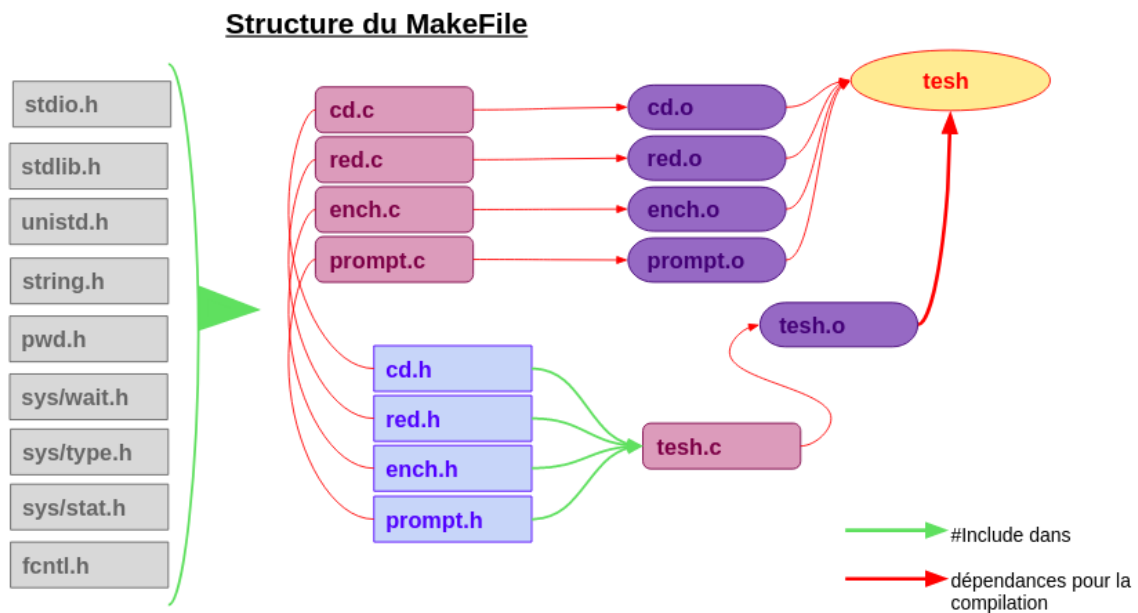 Structure du MakeFile
stdio.h
stdlib.h
unistd.h
string.h
pwd.h
sys/wait.h
sys/type.h
sys/stat.h
fcntl.h
cd.c
red.c
ench.c
prompt.c
cd.h
red.h
ench.h
prompt.h
cd.o
red.o
ench.o
prompt.o
tesh.c
tesh.o
tesh
#Include dans
dépendances pour la
compilation